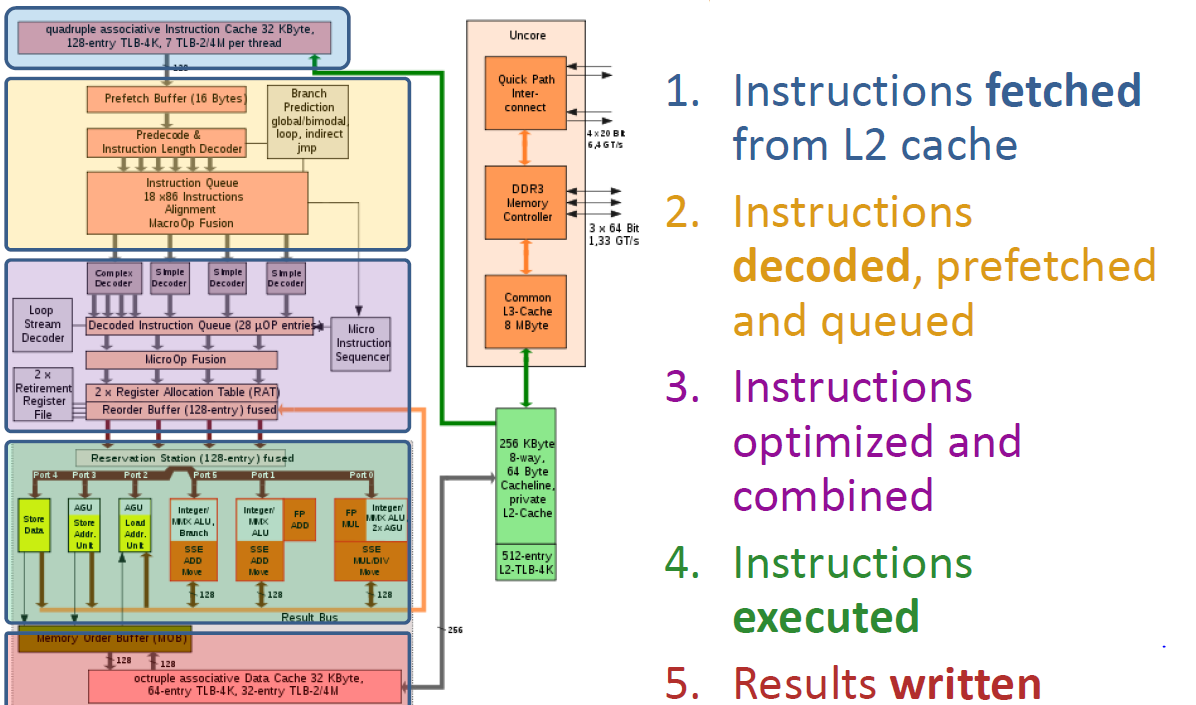 quadruple associative Instruction Cache 32 KByte,
128-entry TLB-4K, 7 TLB-2/4M per thread
128
Prefetch Buffer (16 Bytes)
Branch
Prediction
global/bimodal,
loop, indirect
jmp
Predecode &
Instruction Length Decoder
Instruction Queue
18 x86 Instructions
Alignment
MacroOp Fusion
Complex
Decoder
Simple
Decoder
Simple
Decoder
Simple
Decoder
Loop
Stream
Decoder
Decoded Instruction Queue (28 µOP entries)
Micro
Instruction
Sequencer
MicroOp Fusion
2 x
Retirement
Register
File
2 x Register Allocation Table (RAT)
Reorder Buffer (128-entry) fused
Reservation Station (128-entry) fused
Port 4
Port 3
Port 2
Port 5
Port 1
Port 0
Store
Data
AGU
Store
Addr.
Unit
AGU
Load
Addr.
Unit
Integer/
MMX ALU,
Branch
SSE
ADD
Move
Integer/
MMX
ALU
FP
ADD
SSE
ADD
Move
FP
MUL
Integer/
MMX ALU,
2x AGU
SSE
MUL/DIV
Move
128
128
128
Result Bus
Memory Order Buffer (MOB)
128
128
octruple associative Data Cache 32 KByte,
64-entry TLB-4K, 32-entry TLB-2/4M
256
Uncore
Quick Path
Inter-
connect
4 x 20 Bit
6,4 GT/s
DDR3
Memory
Controller
3 x 64 Bit
1,33 GT/s
Common
L3-Cache
8 MByte
256 KByte
8-way,
64 Byte
Cacheline,
private
L2-Cache
512-entry
L2-TLB-4K
1. Instructions fetched
from L2 cache
2. Instructions
decoded, prefetched
and queued
3. Instructions
optimized and
combined
4. Instructions
executed
5. Results written